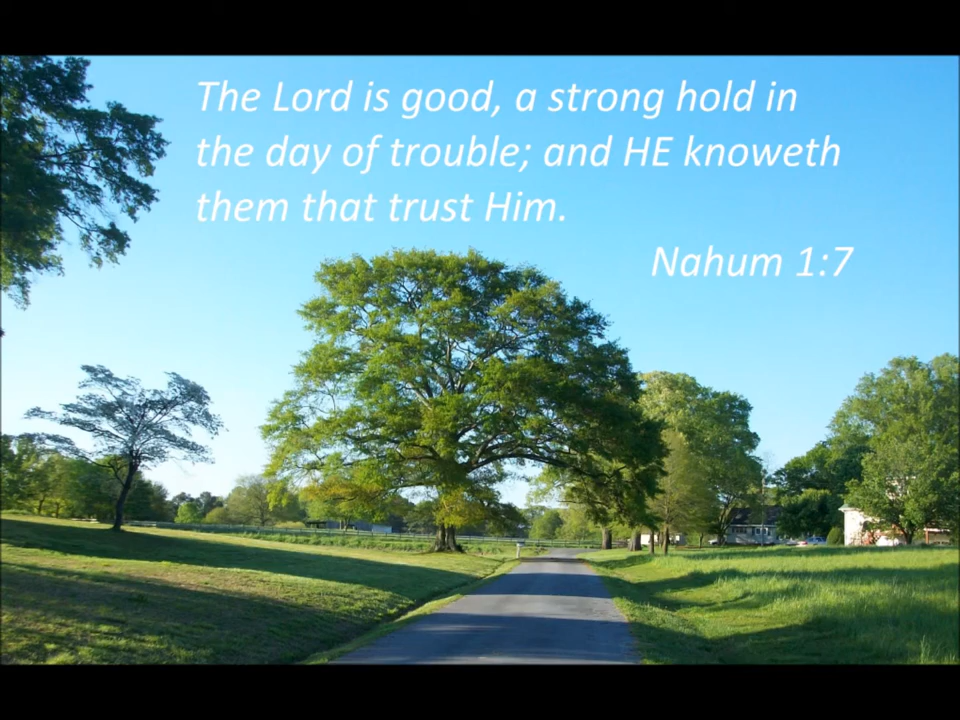 The Lord is good, a strong hold in
the day of trouble; and HE knoweth
them that trust Him.
Nahum 1:7